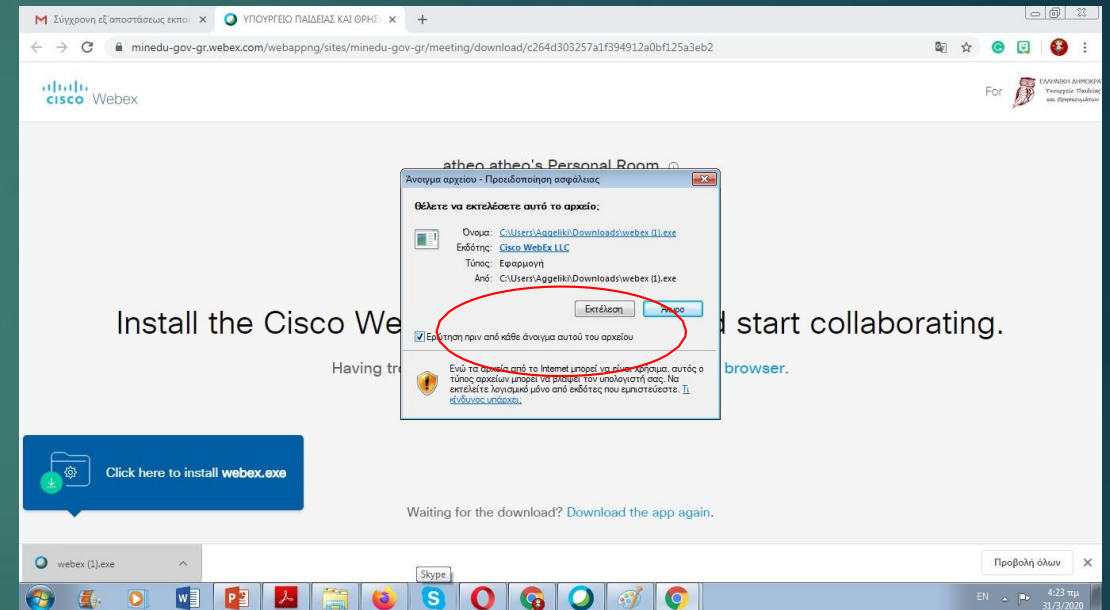 Σύγχρονη εξ΄αποστάσεως εκπαι
ΥΠΟΥΡΓΕΙΟ ΠΑΙΔΕΙΑΣ ΚΑΙ ΘΡΗΣ
minedu-gov-gr.webex.com/webappng/sites/minedu-gov-gr/meeting/download/c264d303257a1f394912a0bf125a3eb2
cisco Webex
For
ΕΛΛΗΝΙΚΗ ΔΗΜΟΚΡΑ
Υπουργείο Παιδείας
και Θρησκευμάτων
atheo atheo's Personal Room
Άνοιγμα αρχείου - Προειδοποίηση ασφάλειας
Θέλετε να εκτελέσετε αυτό το αρχείο;
Όνομα: C:\Users\Aggeliki\Downloads\webex (1).exe
Εκδότης: Cisco WebEx LLC
Τύπος: Εφαρμογή
Από: C:\Users\Aggeliki\Downloads\webex (1).exe
Εκτέλεση Άκυρο
Ερώτηση πριν από κάθε άνοιγμα αυτού του αρχείου
Ενώ τα αρχεία από το Internet μπορεί να είναι χρήσιμα, αυτός ο
τύπος αρχείων μπορεί να βλάψει τον υπολογιστή σας. Να
εκτελείτε λογισμικό μόνο από εκδότες που εμπιστεύεστε. Τι
κίνδυνος υπάρχει;
Install the Cisco We start collaborating.
Having tro browser.
Click here to install webex.exe
Waiting for the download? Download the app again.
webex (1).exe
Προβολή όλων
Skype
EN
4:23 πμ
31/3/2020